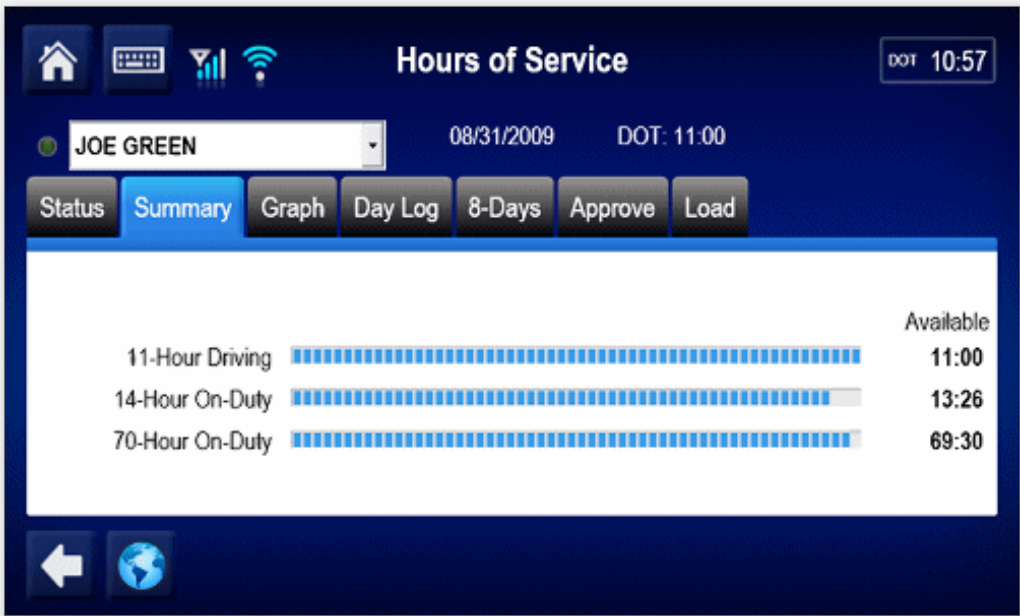 Hours of Service
DOT 10:57
JOE GREEN
08/31/2009
DOT: 11:00
Status Summary Graph Day Log 8-Days Approve Load
Available
11-Hour Driving 11:00
14-Hour On-Duty 13:26
70-Hour On-Duty 69:30